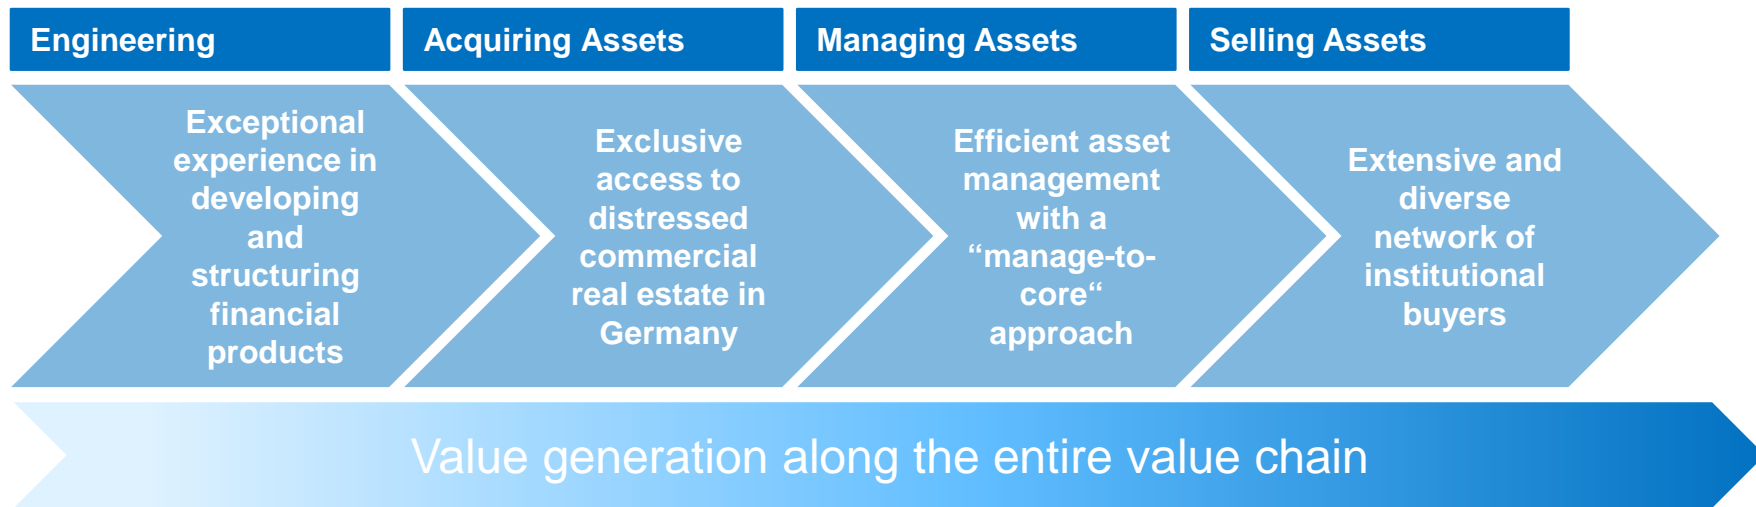 Engineering
Acquiring Assets
Managing Assets
Selling Assets
Exceptional
experience in
developing
and
structuring
financial
products
Exclusive
access to
distressed
commercial
real estate in
Germany
Efficient asset
management
with a
“manage-to-
core“
approach
Extensive and
diverse
network of
institutional
buyers
Value generation along the entire value chain